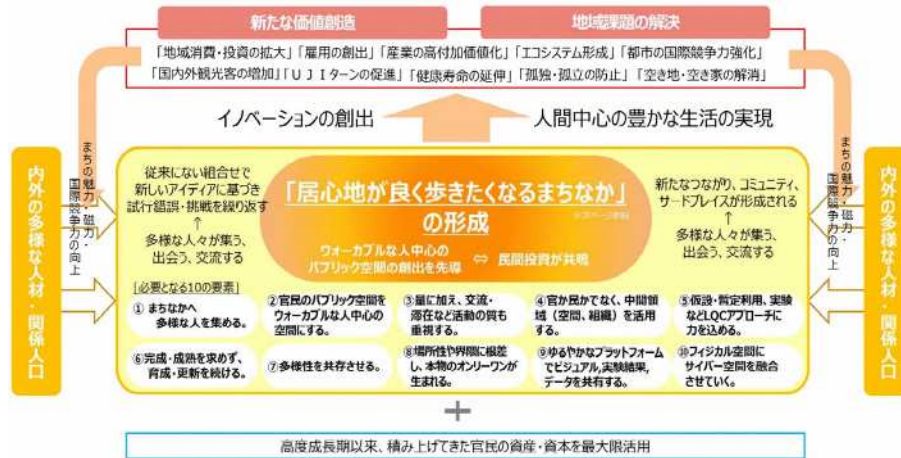 新たな価値創造
地域課題の解決
「地域消費・投資の拡大」「雇用の創出」「産業の高付加価値化」「エコシステム形成」「都市の国際競争力強化」
「国内外観光客の増加」「UJIターンの促進」「健康寿命の延伸」「孤独・孤立の防止」「空き地・空き家の解消」
イノベーションの創出
人間中心の豊かな生活の実現
まちの魅力・磁力・
国際競争力の向上
まちの魅力・磁力・
国際競争力の向上
内外の多様な人材・関係人口
内外の多様な人材・関係人口
従来にない組合せで
新しいアイディアに基づき
試行錯誤・挑戦を繰り返す
↑
多様な人々が集う、
出会う、交流する
「居心地が良く歩きたくなるまちなか」
の形成
ウォーカブルな人中心の
パブリック空間の創出を先導
⇔ 民間投資が共鳴
新たなつながり、コミュニティ、
サードプレイスが形成される
↑
多様な人々が集う、
出会う、交流する
[必要となる10の要素]
① まちなかへ
多様な人を集める。
②官民のパブリック空間を
ウォーカブルな人中心の
空間にする。
③量に加え、交流・
滞在など活動の質も
重視する。
④官か民かでなく、中間領
域（空間、組織）を活用
する。
⑤仮設・暫定利用、実験
などLQCアプローチに
力を込める。
⑥完成・成熟を求めず、
育成・更新を続ける。
⑦多様性を共存させる。
⑧場所性や界隈に根差
し、本物のオンリーワンが
生まれる。
⑨ゆるやかなプラットフォーム
でビジュアル,実験結果,
データを共有する。
⑩フィジカル空間に
サイバー空間を融合
させていく。
+
高度成長期以来、積み上げてきた官民の資産・資本を最大限活用